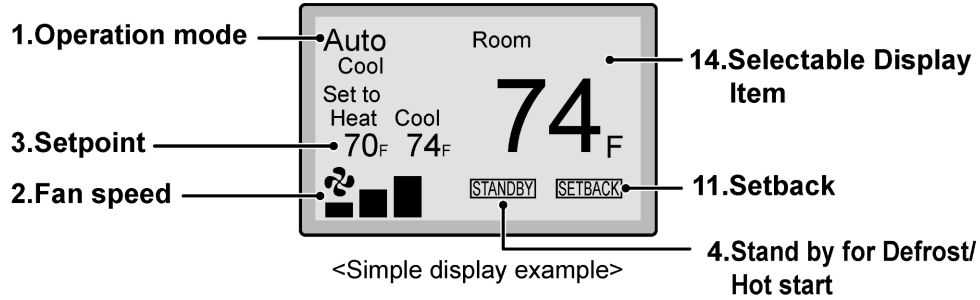 1.Operation mode
Auto
Cool
Room
14.Selectable Display
Item
Set to
Heat Cool
70F 74F
74F
3.Setpoint
2.Fan speed
STANDBY SETBACK
11.Setback
4.Stand by for Defrost/
Hot start
<Simple display example>